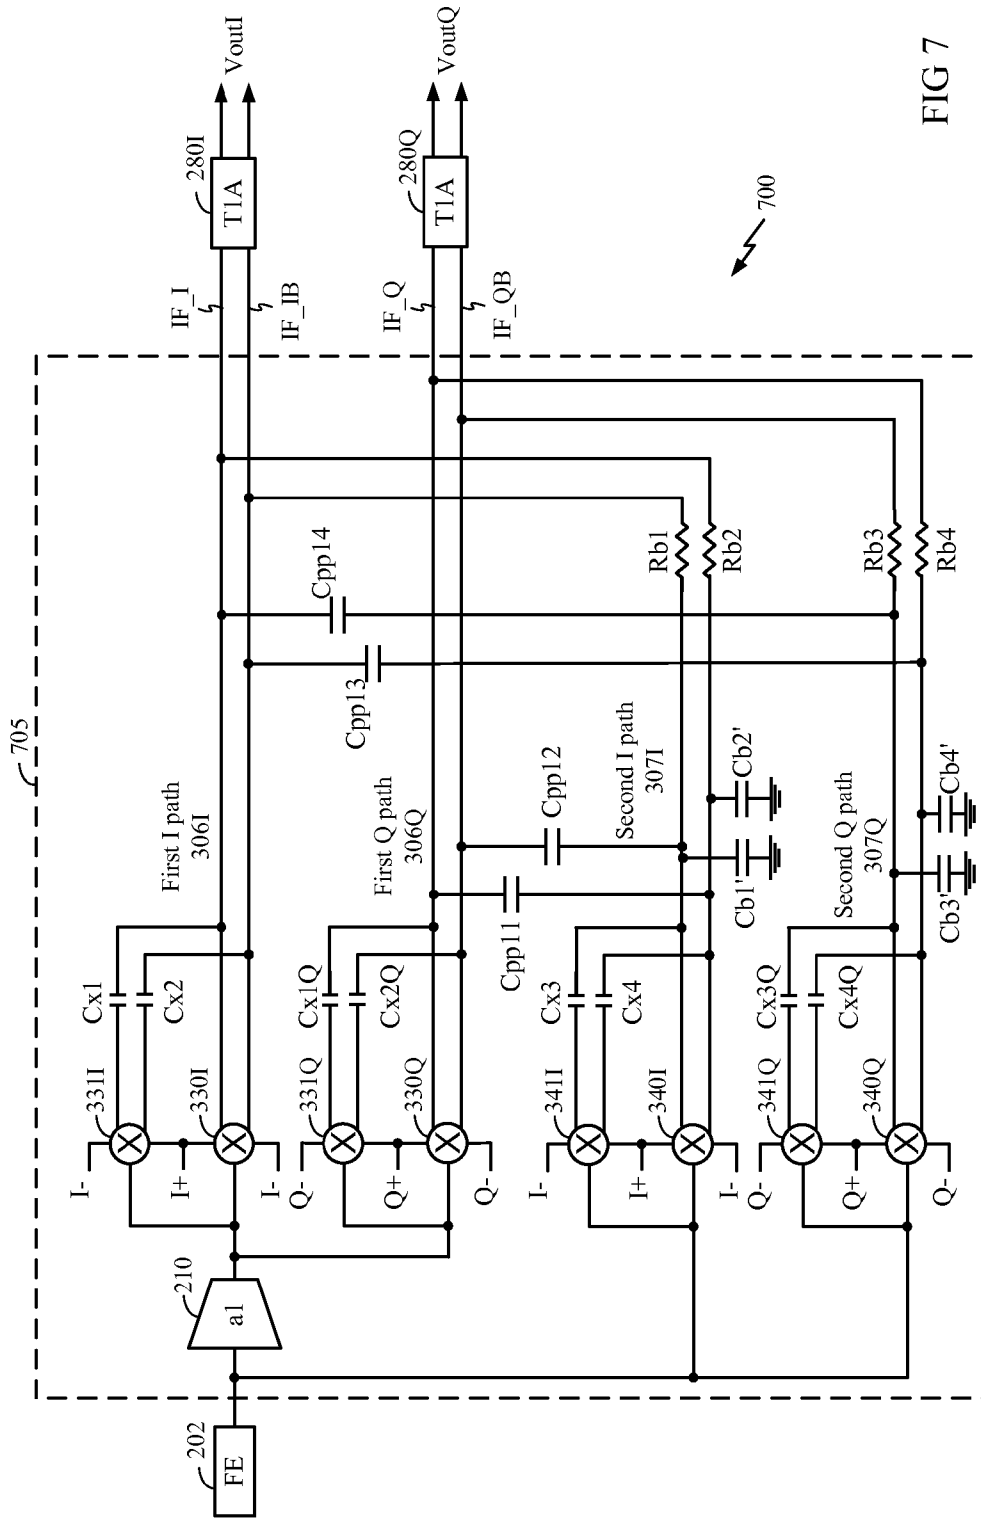 FIG 7
700
705
202
FE
210
a1
331I
I-
I+
330I
I-
Cx1
Cx2
First I path
306I
Cpp14
Cpp13
IF_I
IF_IB
280I
T1A
VoutI
331Q
Q-
Q+
330Q
Q-
Cx1Q
Cx2Q
First Q path
306Q
IF_Q
IF_QB
280Q
T1A
VoutQ
Cpp11
Cpp12
341I
I-
I+
340I
I-
Cx3
Cx4
Second I path
307I
Cb1'
Cb2'
Rb1
Rb2
341Q
Q-
Q+
340Q
Q-
Cx3Q
Cx4Q
Second Q path
307Q
Cb3'
Cb4'
Rb3
Rb4